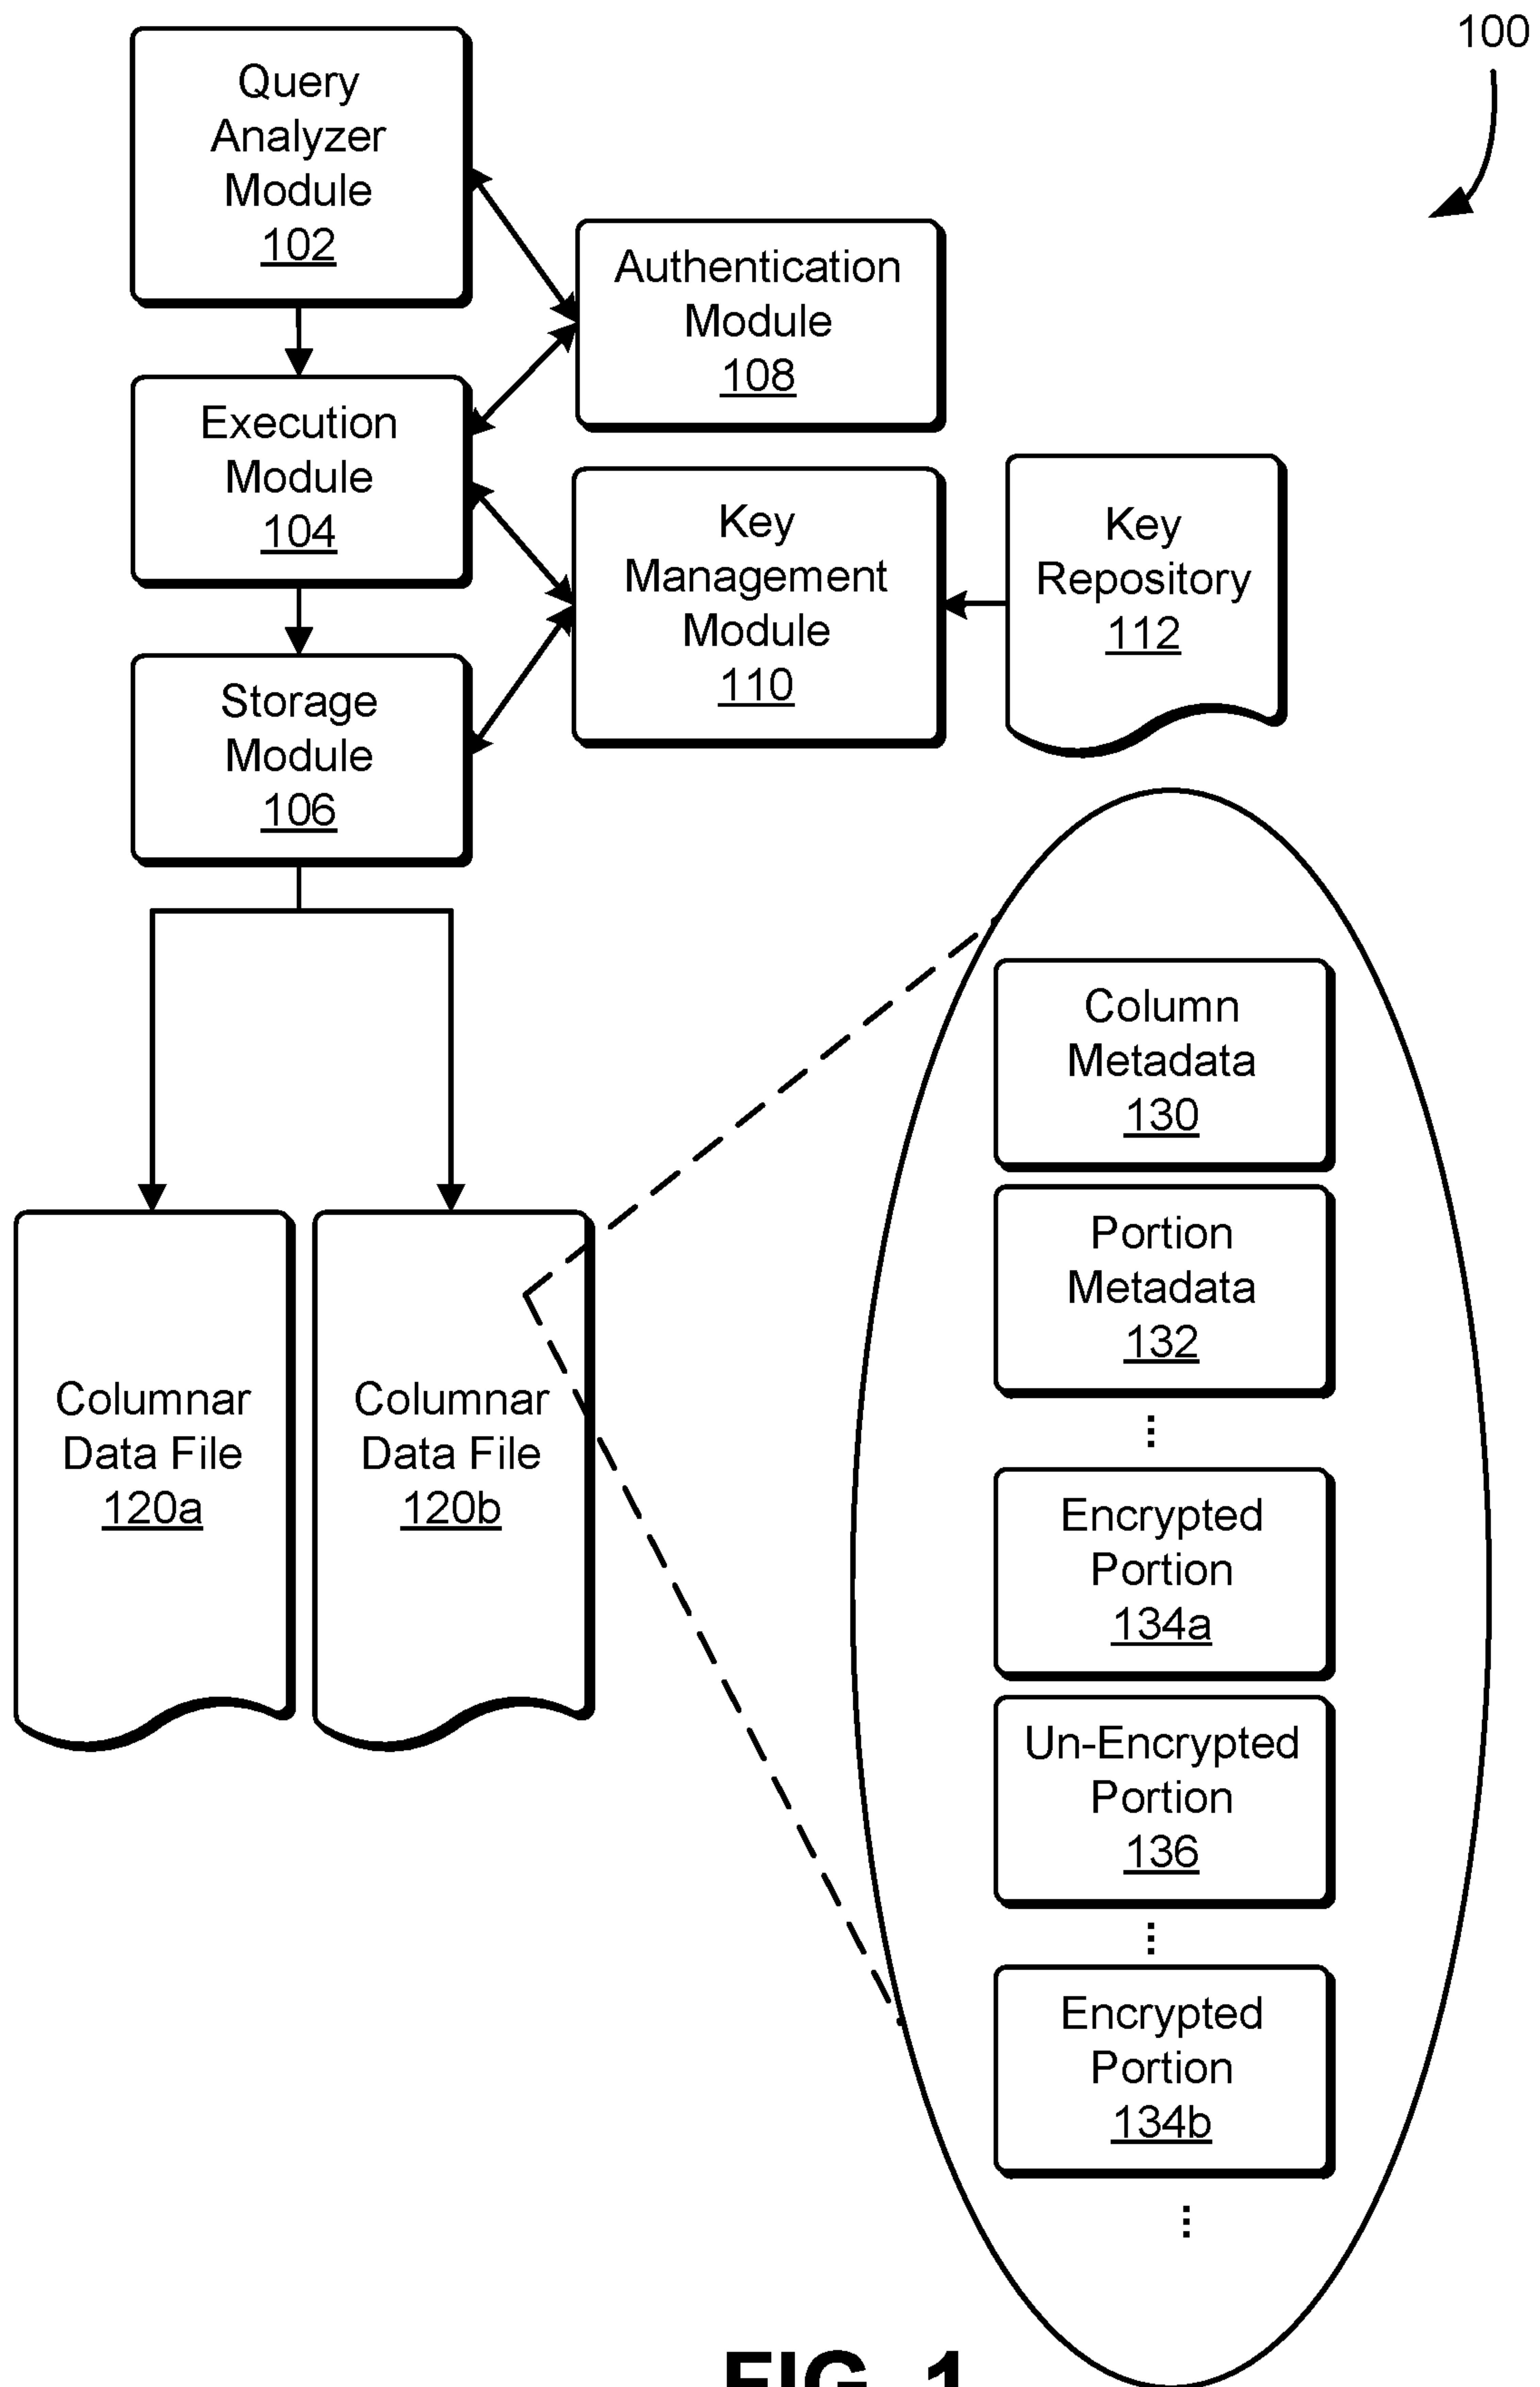 100
Query
Analyzer
Module
102
Authentication
Module
108
Execution
Module
104
Key
Management
Module
110
Key
Repository
112
Storage
Module
106
Columnar
Data File
120a
Columnar
Data File
120b
Column
Metadata
130
Portion
Metadata
132
...
Encrypted
Portion
134a
Un-Encrypted
Portion
136
...
Encrypted
Portion
134b
...
FIG. 1